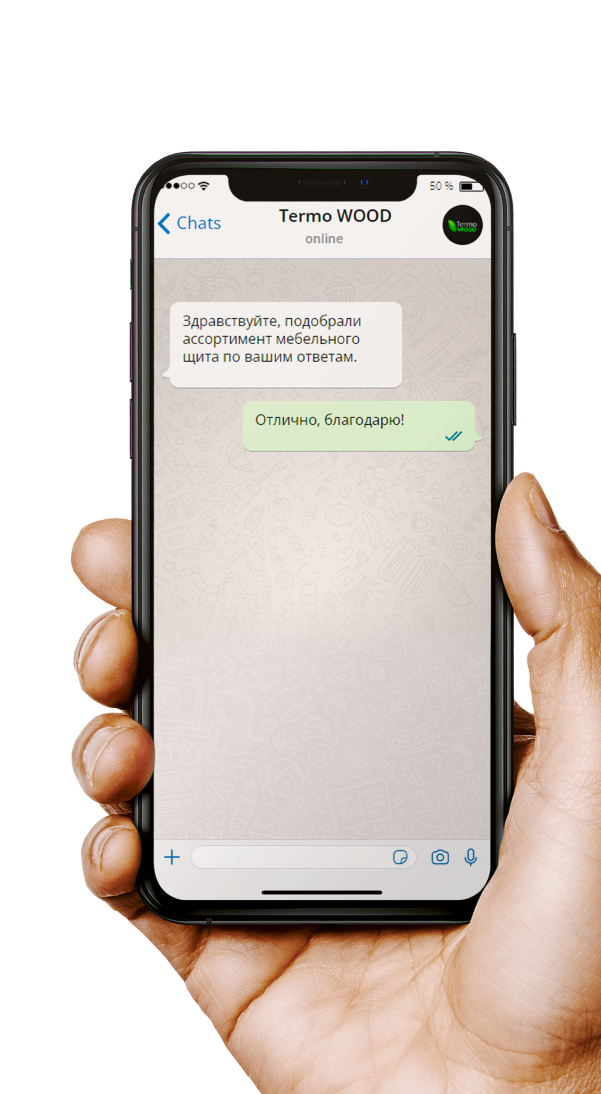 50 %
Chats
Termo WOOD
online
Termo
WOOD
Здравствуйте, подобрали
ассортимент мебельного
щита по вашим ответам.
Отлично, благодарю!